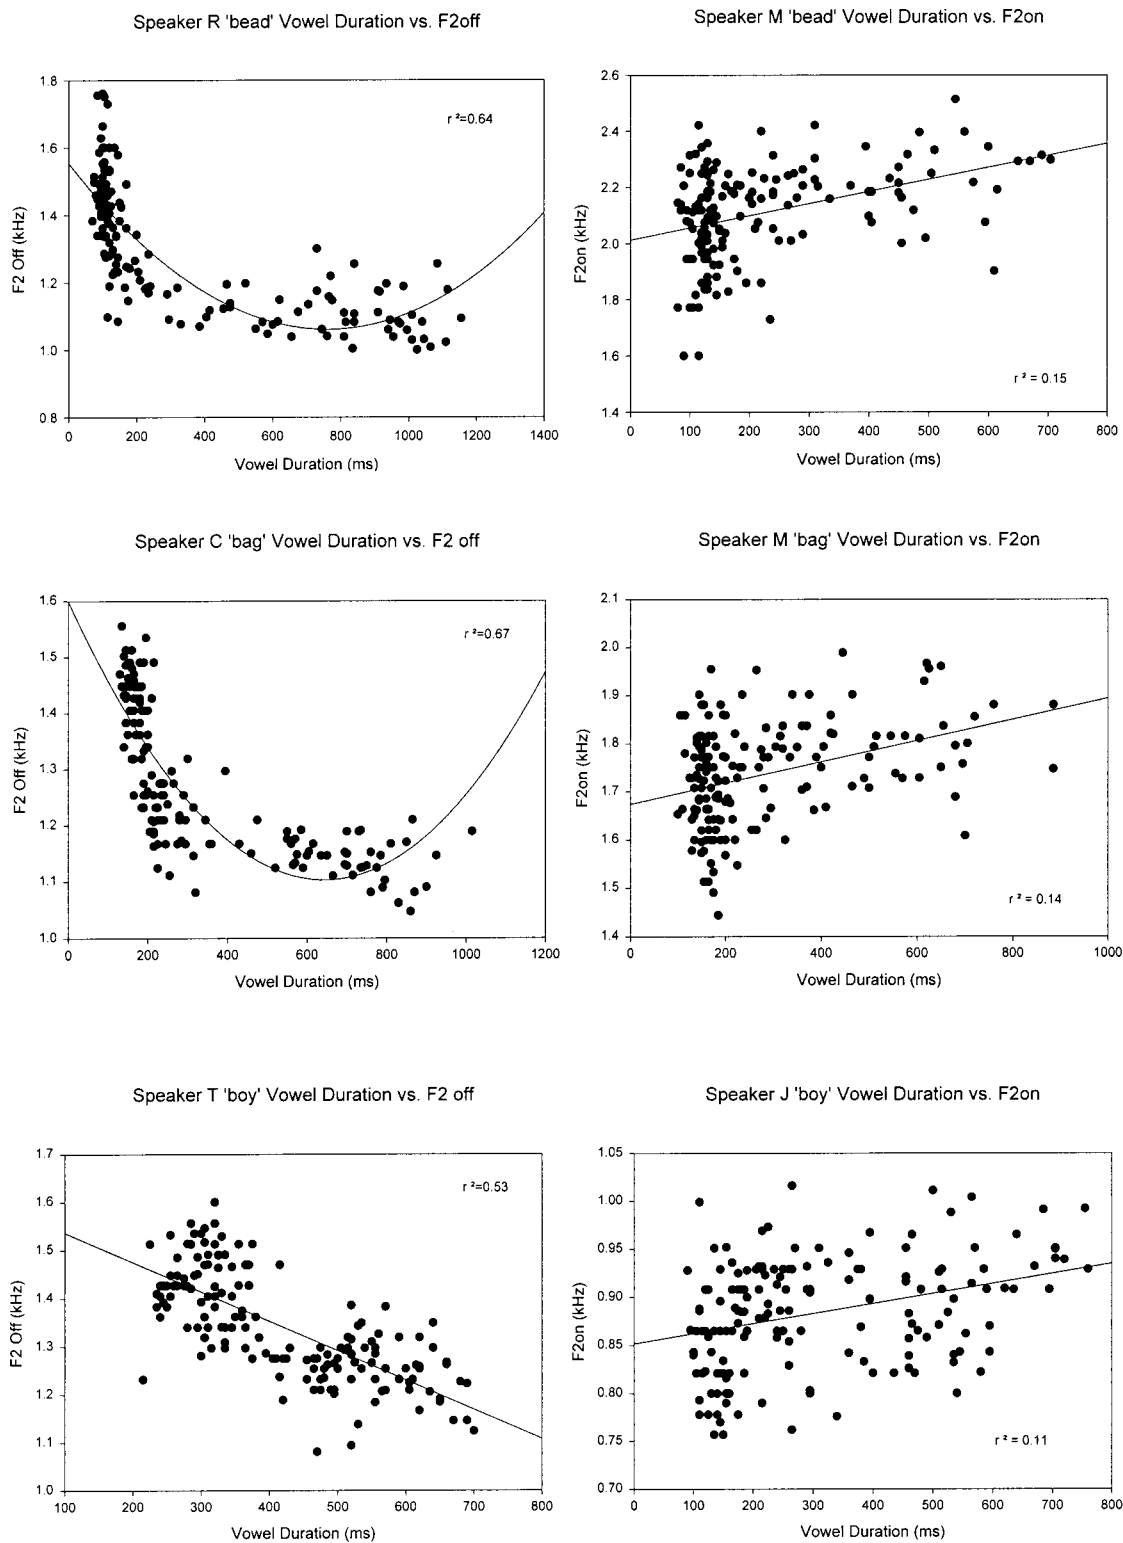 Speaker R 'bead' Vowel Duration vs. F2off
1.8
1.6
1.4
1.2
1.0
0.8
F2 Off (kHz)
r ²=0.64
0 200 400 600 800 1000 1200 1400
Vowel Duration (ms)
Speaker M 'bead' Vowel Duration vs. F2on
2.6
2.4
2.2
2.0
1.8
1.6
1.4
F2on (kHz)
r ² = 0.15
0 100 200 300 400 500 600 700 800
Vowel Duration (ms)
Speaker C 'bag' Vowel Duration vs. F2 off
1.6
1.5
1.4
1.3
1.2
1.1
1.0
F2 Off (kHz)
r ²=0.67
0 200 400 600 800 1000 1200
Vowel Duration (ms)
Speaker M 'bag' Vowel Duration vs. F2on
2.1
2.0
1.9
1.8
1.7
1.6
1.5
1.4
F2on (kHz)
r ² = 0.14
0 200 400 600 800 1000
Vowel Duration (ms)
Speaker T 'boy' Vowel Duration vs. F2 off
1.7
1.6
1.5
1.4
1.3
1.2
1.1
1.0
F2 Off (kHz)
r ²=0.53
100 200 300 400 500 600 700 800
Vowel Duration (ms)
Speaker J 'boy' Vowel Duration vs. F2on
1.05
1.00
0.95
0.90
0.85
0.80
0.75
0.70
F2on (kHz)
r ² = 0.11
0 100 200 300 400 500 600 700 800
Vowel Duration (ms)